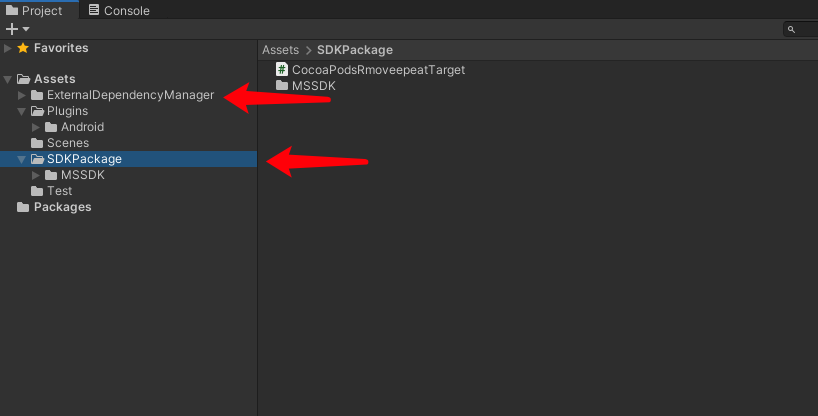 Project
Console
Favorites
Assets
ExternalDependencyManager
Plugins
Android
Scenes
SDKPackage
MSSDK
Test
Packages
Assets > SDKPackage
CocoaPodsRmoveepeatTarget
MSSDK